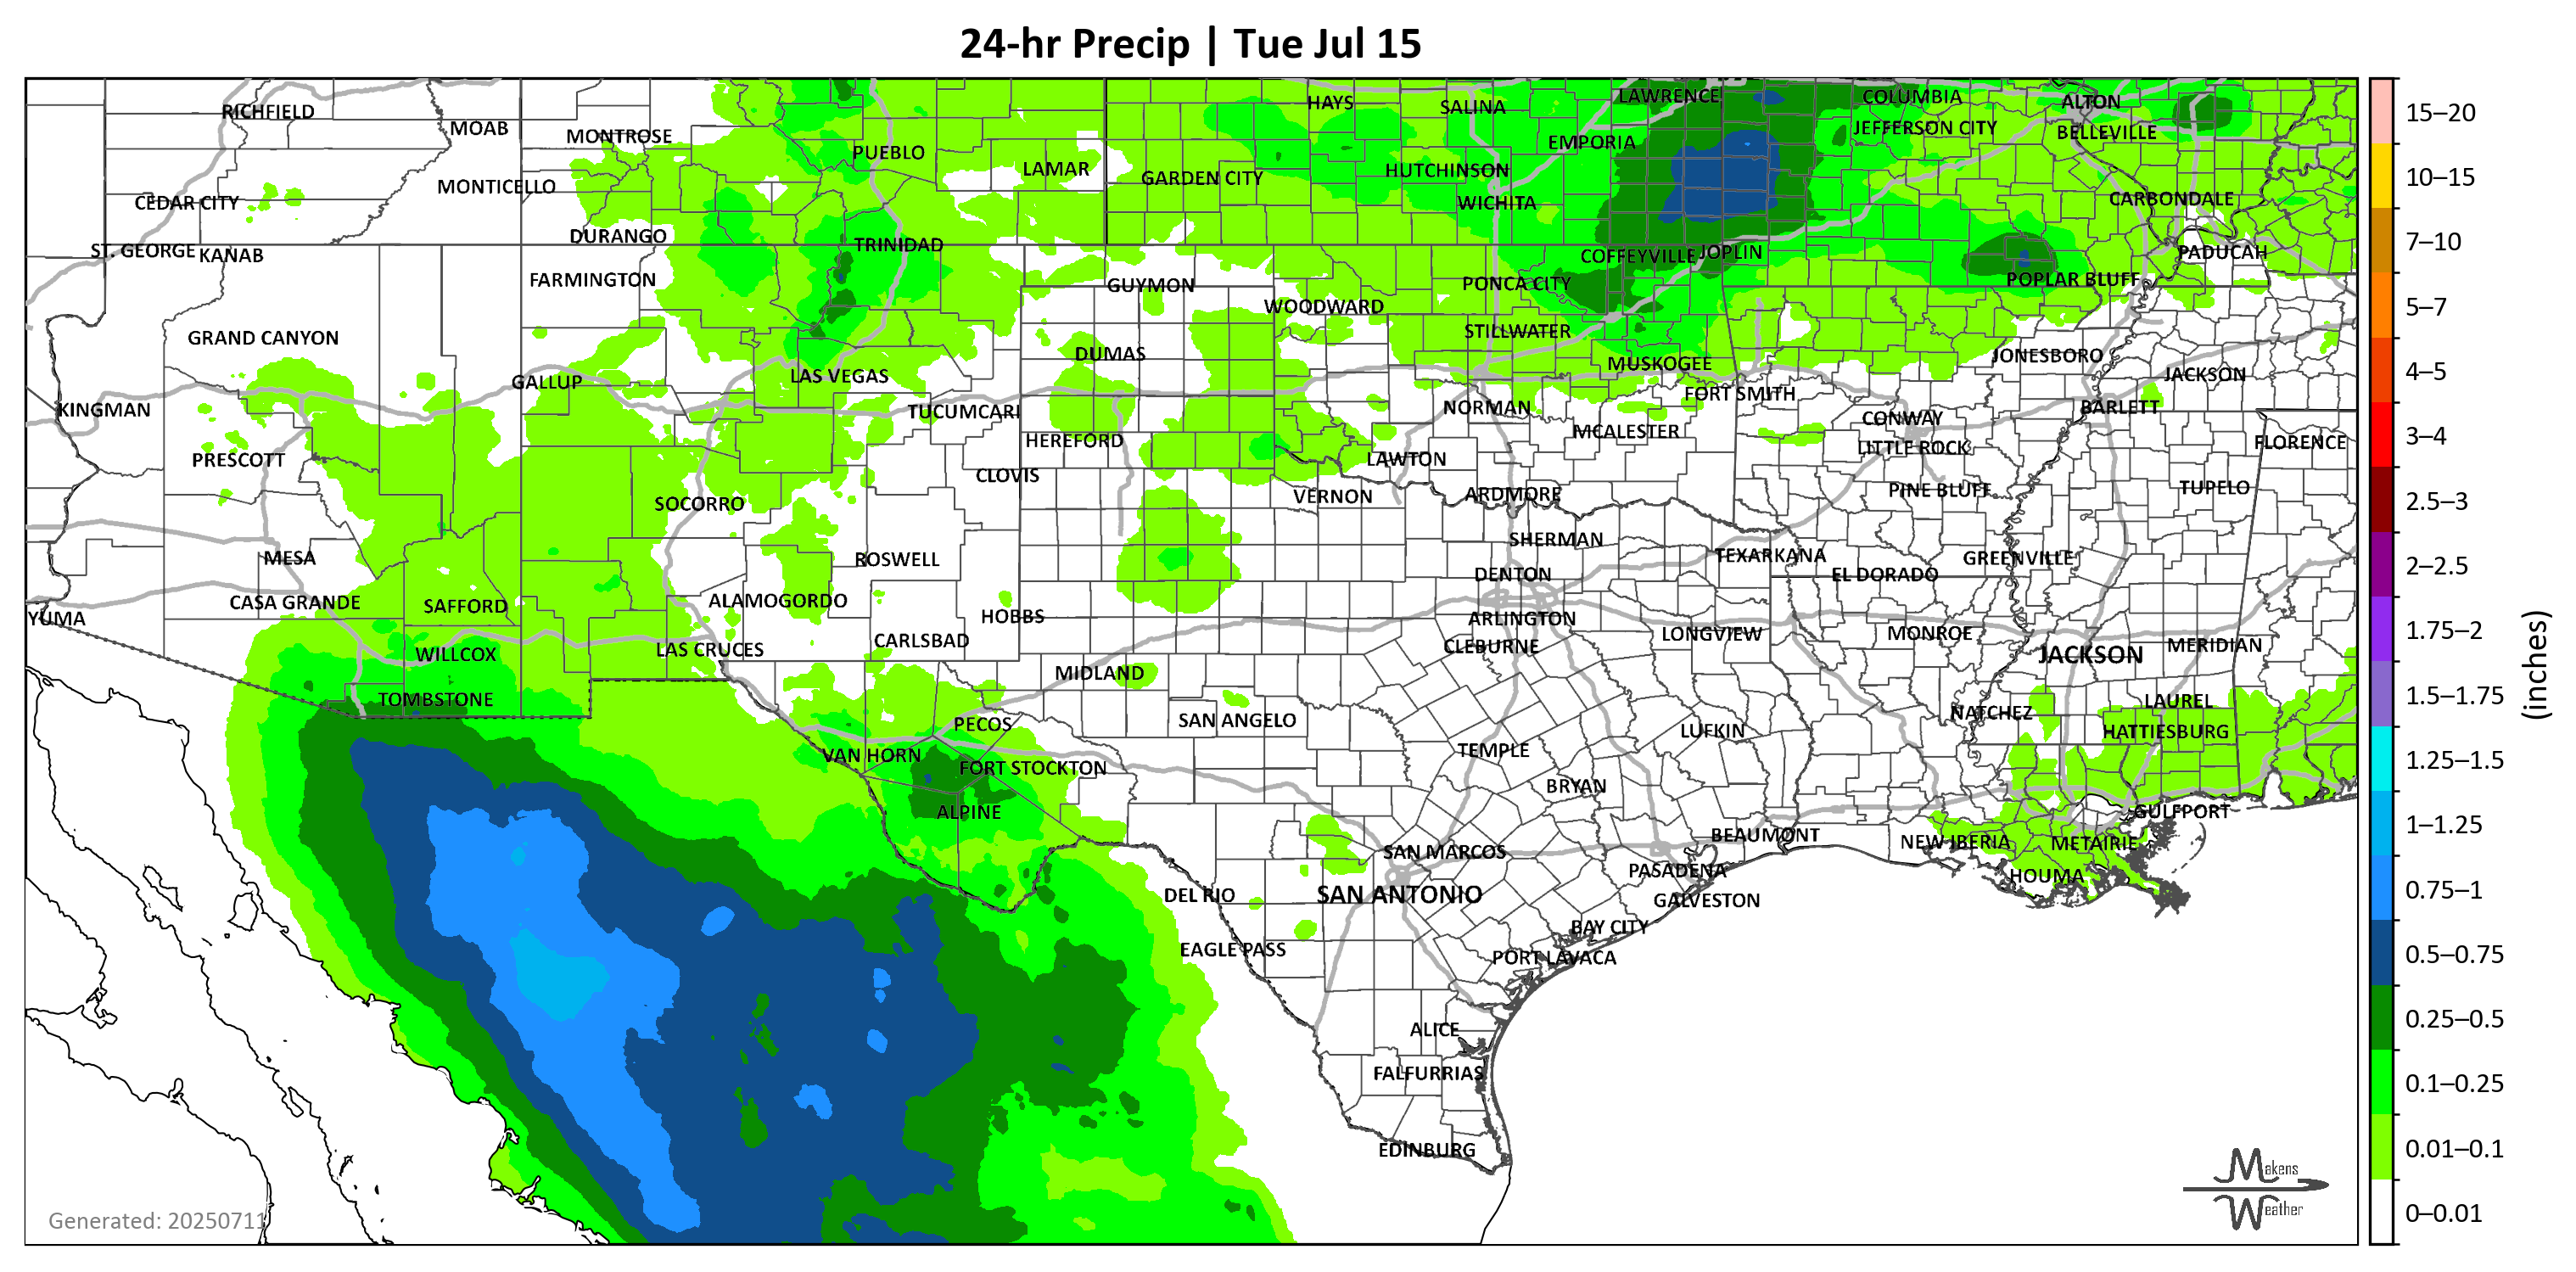 24-hr Precip | Tue Jul 15
RICHFIELD
MOAB
MONTROSE
PUEBLO
LAMAR
HAYS
SALINA
LAWRENCE
COLUMBIA
ALTON
EMPORIA
JEFFERSON CITY
BELLEVILLE
CEDAR CITY
MONTICELLO
GARDEN CITY
HUTCHINSON
WICHITA
CARBONDALE
ST. GEORGE
KANAB
DURANGO
TRINIDAD
COFFEYVILLE
JOPLIN
PADUCAH
FARMINGTON
GUYMON
WOODWARD
PONCA CITY
POPLAR BLUFF
GRAND CANYON
DUMAS
STILLWATER
MUSKOGEE
JONESBORO
GALLUP
LAS VEGAS
JACKSON
KINGMAN
TUCUMCARI
NORMAN
FORT SMITH
CONWAY
BARLETT
HEREFORD
MCALESTER
LITTLE ROCK
FLORENCE
PRESCOTT
CLOVIS
LAWTON
SOCORRO
VERNON
ARDMORE
PINE BLUFF
TUPELO
MESA
ROSWELL
SHERMAN
TEXARKANA
GREENVILLE
DENTON
EL DORADO
YUMA
CASA GRANDE
SAFFORD
ALAMOGORDO
HOBBS
ARLINGTON
WILLCOX
LAS CRUCES
CARLSBAD
CLEBURNE
LONGVIEW
MONROE
JACKSON
MERIDIAN
TOMBSTONE
MIDLAND
PECOS
SAN ANGELO
NATCHEZ
LAUREL
HATTIESBURG
VAN HORN
FORT STOCKTON
TEMPLE
LUFKIN
ALPINE
BRYAN
GULFPORT
BEAUMONT
NEW IBERIA
METAIRIE
SAN MARCOS
PASADENA
HOUMA
DEL RIO
SAN ANTONIO
GALVESTON
EAGLE PASS
BAY CITY
PORT LAVACA
ALICE
FALFURRIAS
EDINBURG
Generated: 20250711
Makens
Weather
15–20
10–15
7–10
5–7
4–5
3–4
2.5–3
2–2.5
1.75–2
1.5–1.75
1.25–1.5
1–1.25
0.75–1
0.5–0.75
0.25–0.5
0.1–0.25
0.01–0.1
0–0.01
(inches)